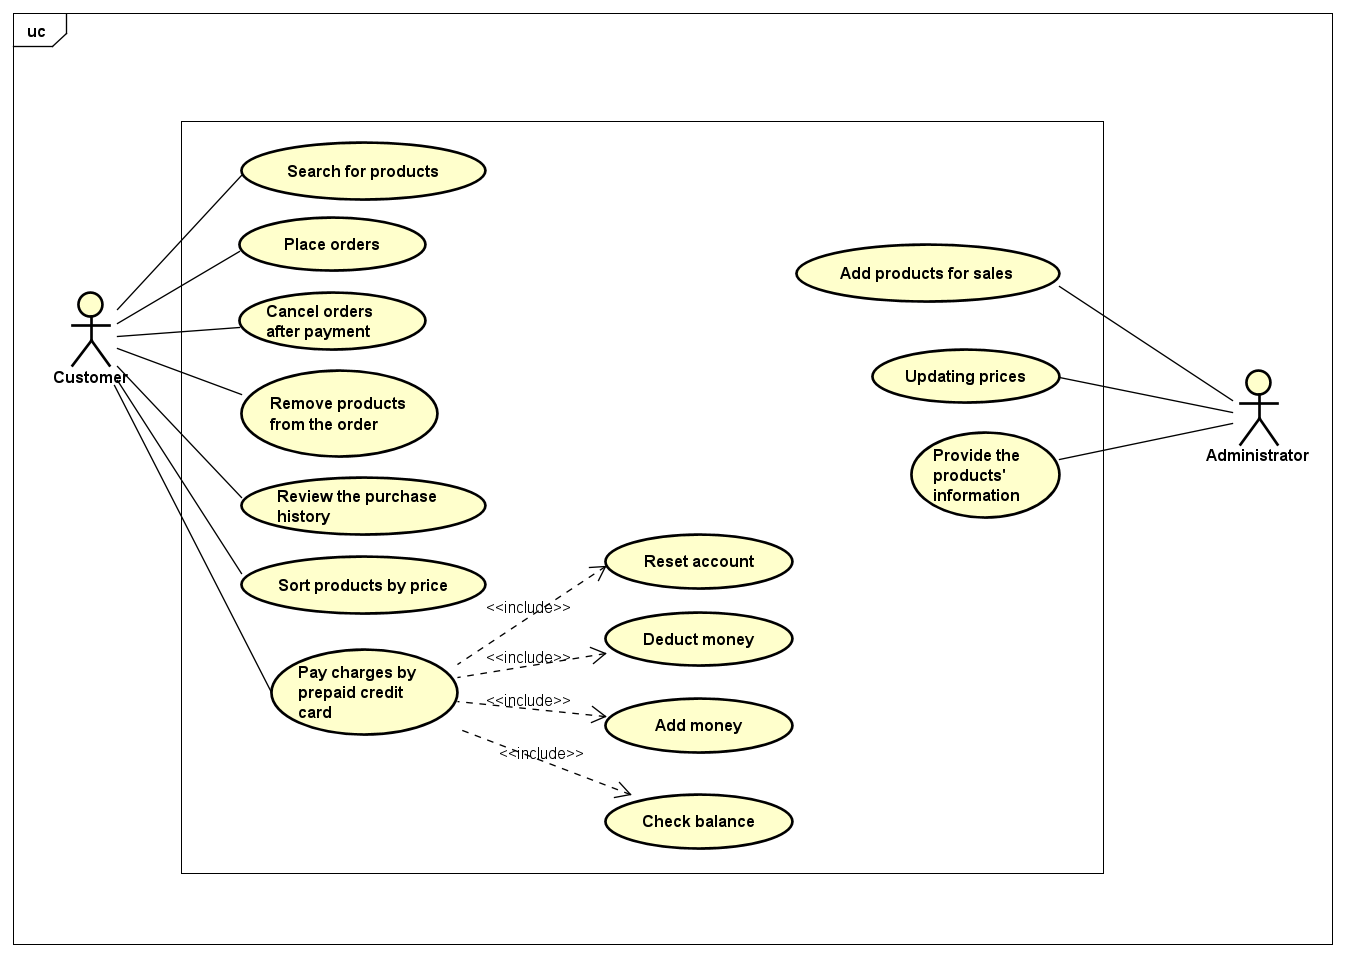 uc
Search for products
Place orders
Cancel orders
after payment
Remove products
from the order
Review the purchase
history
Sort products by price
Pay charges by
prepaid credit
card
Customer
<<include>>
<<include>>
<<include>>
<<include>>
Reset account
Deduct money
Add money
Check balance
Add products for sales
Updating prices
Provide the
products'
information
Administrator